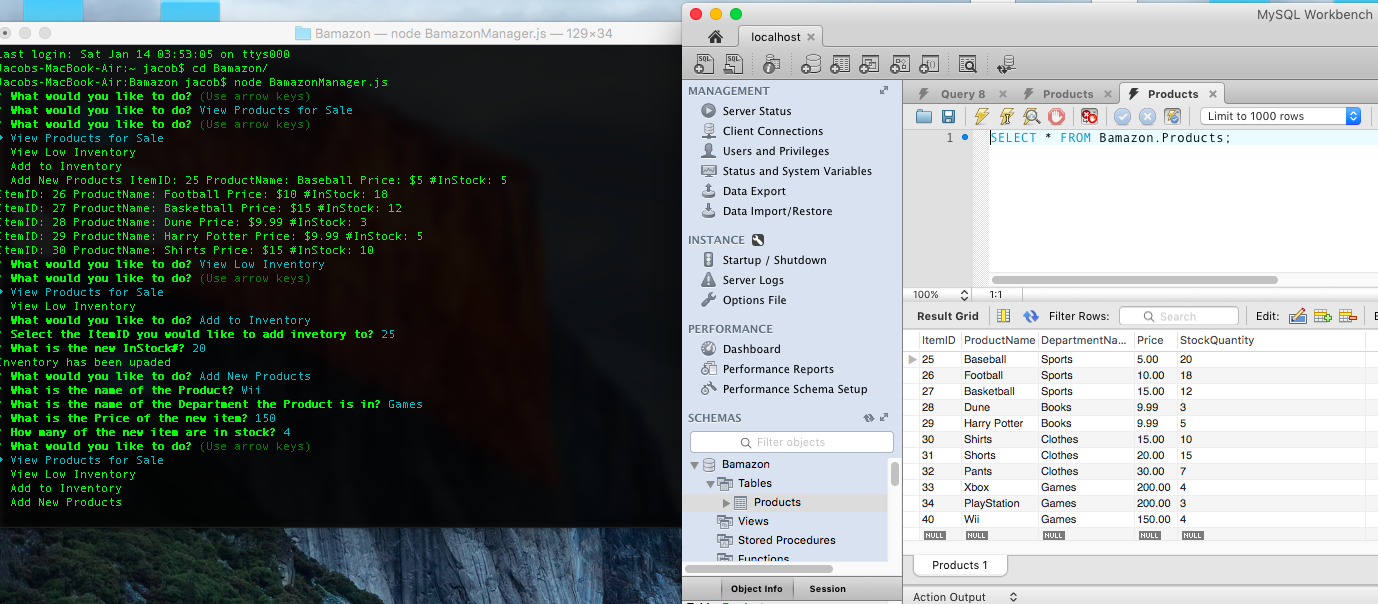 Bamazon — node BamazonManager.js — 129×34
Last login: Sat Jan 14 03:53:05 on ttys000
Jacobs-MacBook-Air:~ jacob$ cd Bamazon/
Jacobs-MacBook-Air:Bamazon jacob$ node BamazonManager.js
? What would you like to do? (Use arrow keys)
? What would you like to do? View Products for Sale
? What would you like to do? (Use arrow keys)
❯ View Products for Sale
View Low Inventory
Add to Inventory
Add New Products ItemID: 25 ProductName: Baseball Price: $5 #InStock: 5
ItemID: 26 ProductName: Football Price: $10 #InStock: 18
ItemID: 27 ProductName: Basketball Price: $15 #InStock: 12
ItemID: 28 ProductName: Dune Price: $9.99 #InStock: 3
ItemID: 29 ProductName: Harry Potter Price: $9.99 #InStock: 5
ItemID: 30 ProductName: Shirts Price: $15 #InStock: 10
? What would you like to do? View Low Inventory
? What would you like to do? (Use arrow keys)
❯ View Products for Sale
View Low Inventory
? What would you like to do? Add to Inventory
? Select the ItemID you would like to add invetory to? 25
? What is the new InStock#? 20
Inventory has been upaded
? What would you like to do? Add New Products
? What is the name of the Product? Wii
? What is the name of the Department the Product is in? Games
? What is the Price of the new item? 150
? How many of the new item are in stock? 4
? What would you like to do? (Use arrow keys)
❯ View Products for Sale
View Low Inventory
Add to Inventory
Add New Products
MySQL Workbench
localhost
MANAGEMENT
Server Status
Client Connections
Users and Privileges
Status and System Variables
Data Export
Data Import/Restore
INSTANCE
Startup / Shutdown
Server Logs
Options File
PERFORMANCE
Dashboard
Performance Reports
Performance Schema Setup
SCHEMAS
Filter objects
Bamazon
Tables
Products
Views
Stored Procedures
Functions
Object Info Session
Query 8 Products Products
Limit to 1000 rows
1 SELECT * FROM Bamazon.Products;
100% 1:1
Result Grid Filter Rows: Search Edit:
ItemID ProductName DepartmentNa... Price StockQuantity
25 Baseball Sports 5.00 20
26 Football Sports 10.00 18
27 Basketball Sports 15.00 12
28 Dune Books 9.99 3
29 Harry Potter Books 9.99 5
30 Shirts Clothes 15.00 10
31 Shorts Clothes 20.00 15
32 Pants Clothes 30.00 7
33 Xbox Games 200.00 4
34 PlayStation Games 200.00 3
40 Wii Games 150.00 4
NULL NULL NULL NULL NULL
Products 1
Action Output